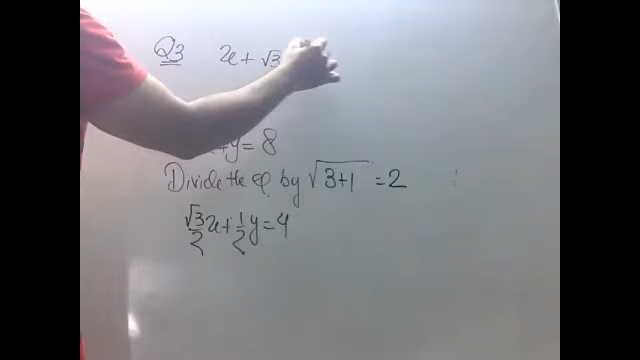 Q3 x + √3
+y = 8
Divide the eq by √3+1 = 2
√3/2 x + 1/2 y = 4